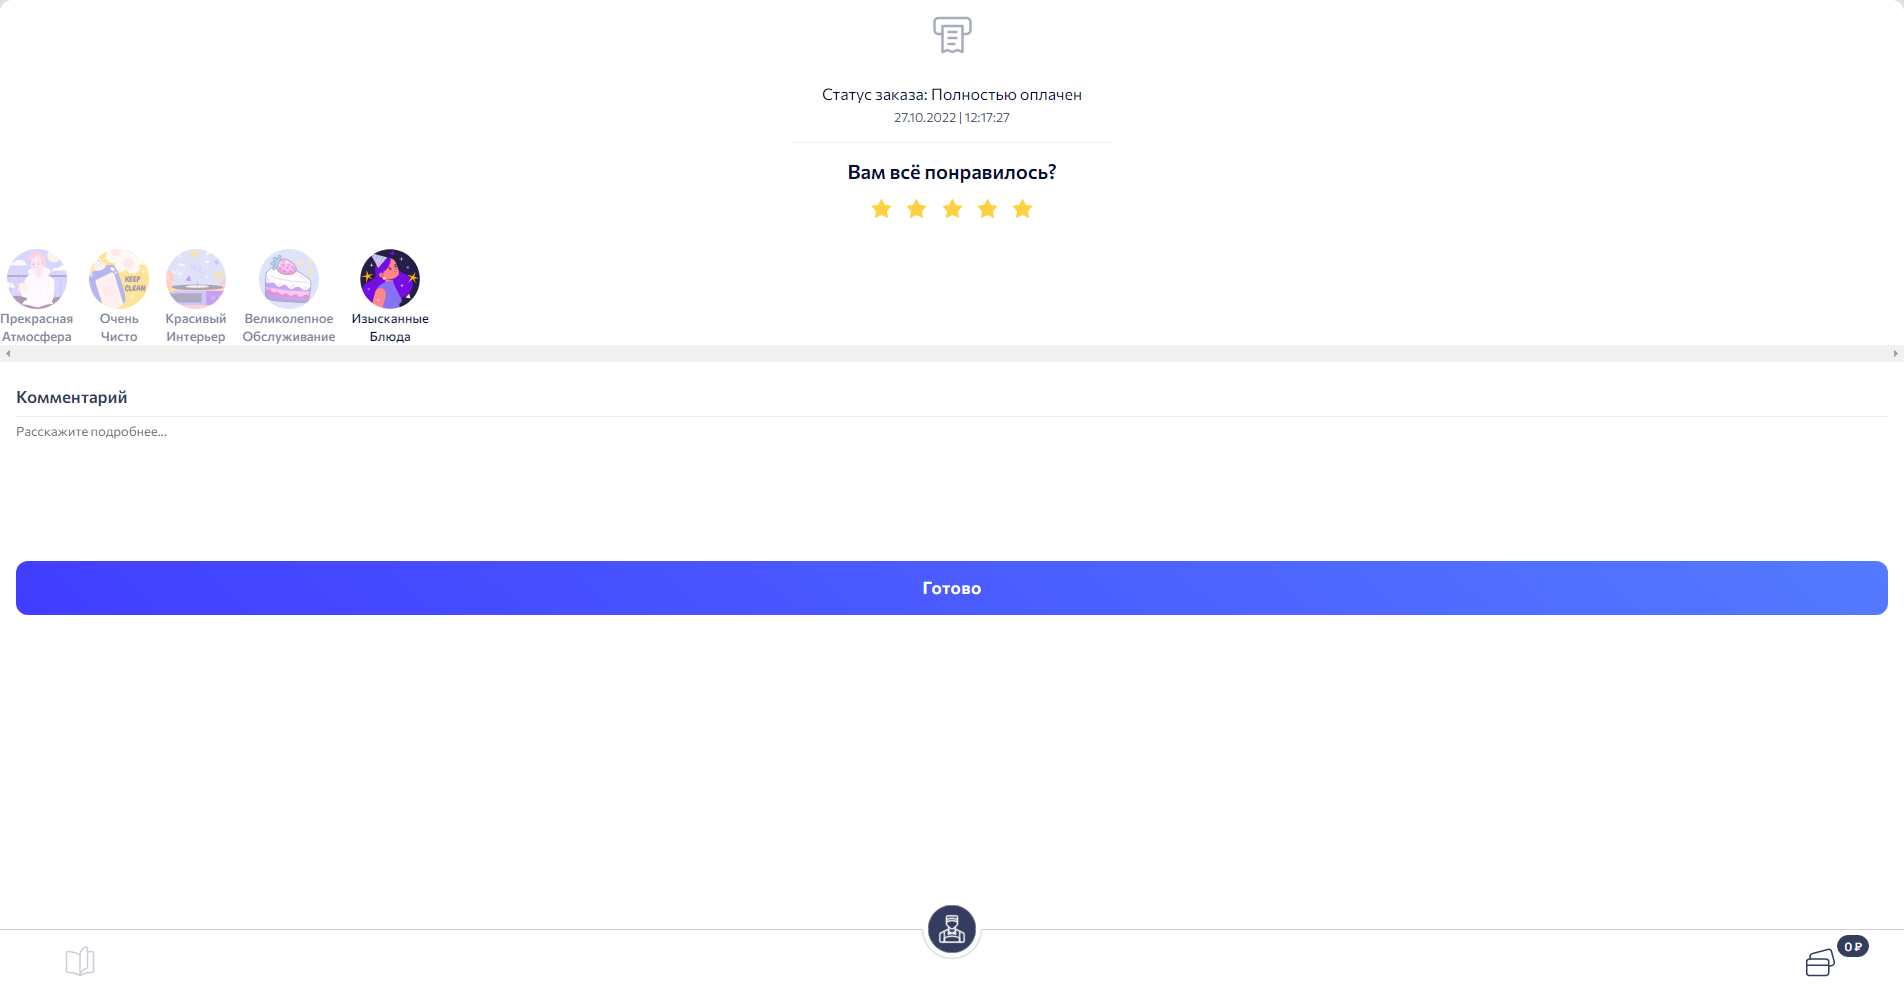 Статус заказа: Полностью оплачен
27.10.2022 | 12:17:27
Вам всё понравилось?
KEEP
CLEAN
Прекрасная
Атмосфера
Очень
Чисто
Красивый
Интерьер
Великолепное
Обслуживание
Изысканные
Блюда
Комментарий
Расскажите подробнее...
Готово
0 ₽